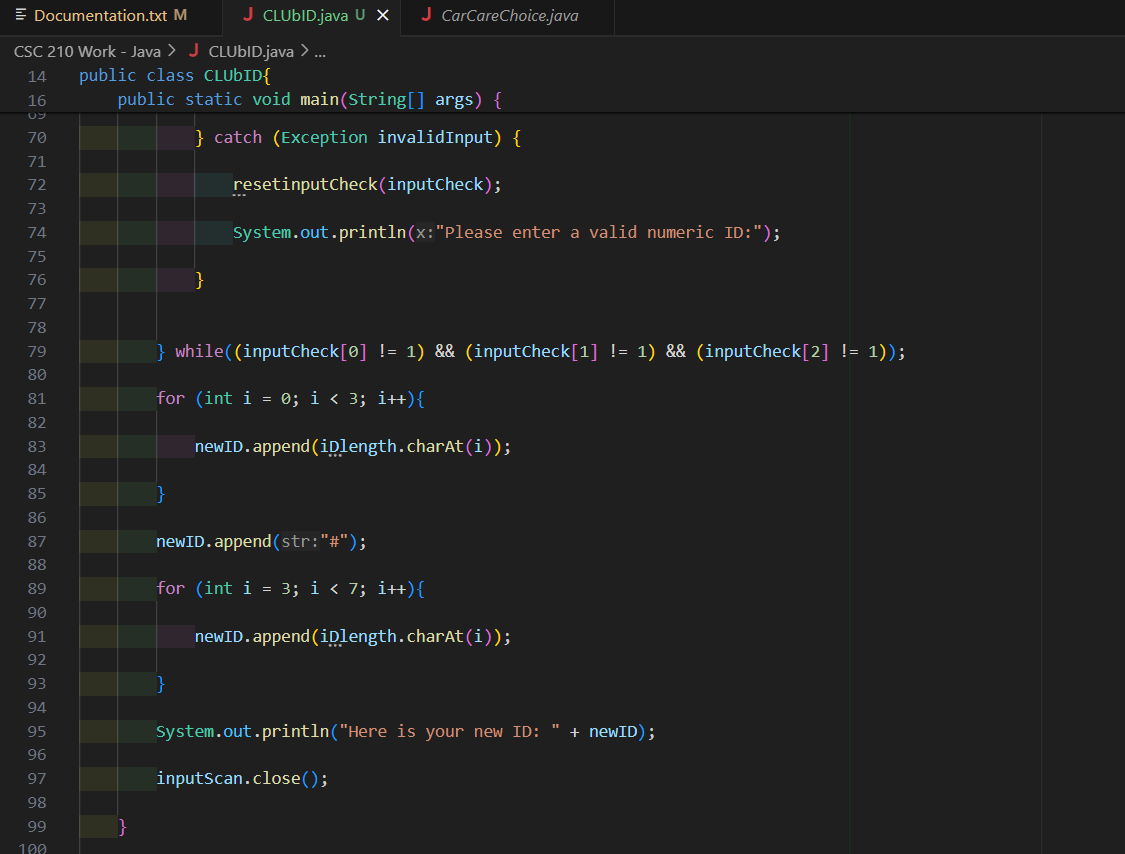 Documentation.txt M CLUbID.java U CarCareChoice.java
CSC 210 Work - Java > CLUbID.java > ...
14 public class CLUbID{
16 public static void main(String[] args) {
69
70 } catch (Exception invalidInput) {
71
72 resetinputCheck(inputCheck);
73
74 System.out.println(x:"Please enter a valid numeric ID:");
75
76 }
77
78
79 } while((inputCheck[0] != 1) && (inputCheck[1] != 1) && (inputCheck[2] != 1));
80
81 for (int i = 0; i < 3; i++){
82
83 newID.append(iDlength.charAt(i));
84
85 }
86
87 newID.append(str:"#");
88
89 for (int i = 3; i < 7; i++){
90
91 newID.append(iDlength.charAt(i));
92
93 }
94
95 System.out.println("Here is your new ID: " + newID);
96
97 inputScan.close();
98
99 }
100